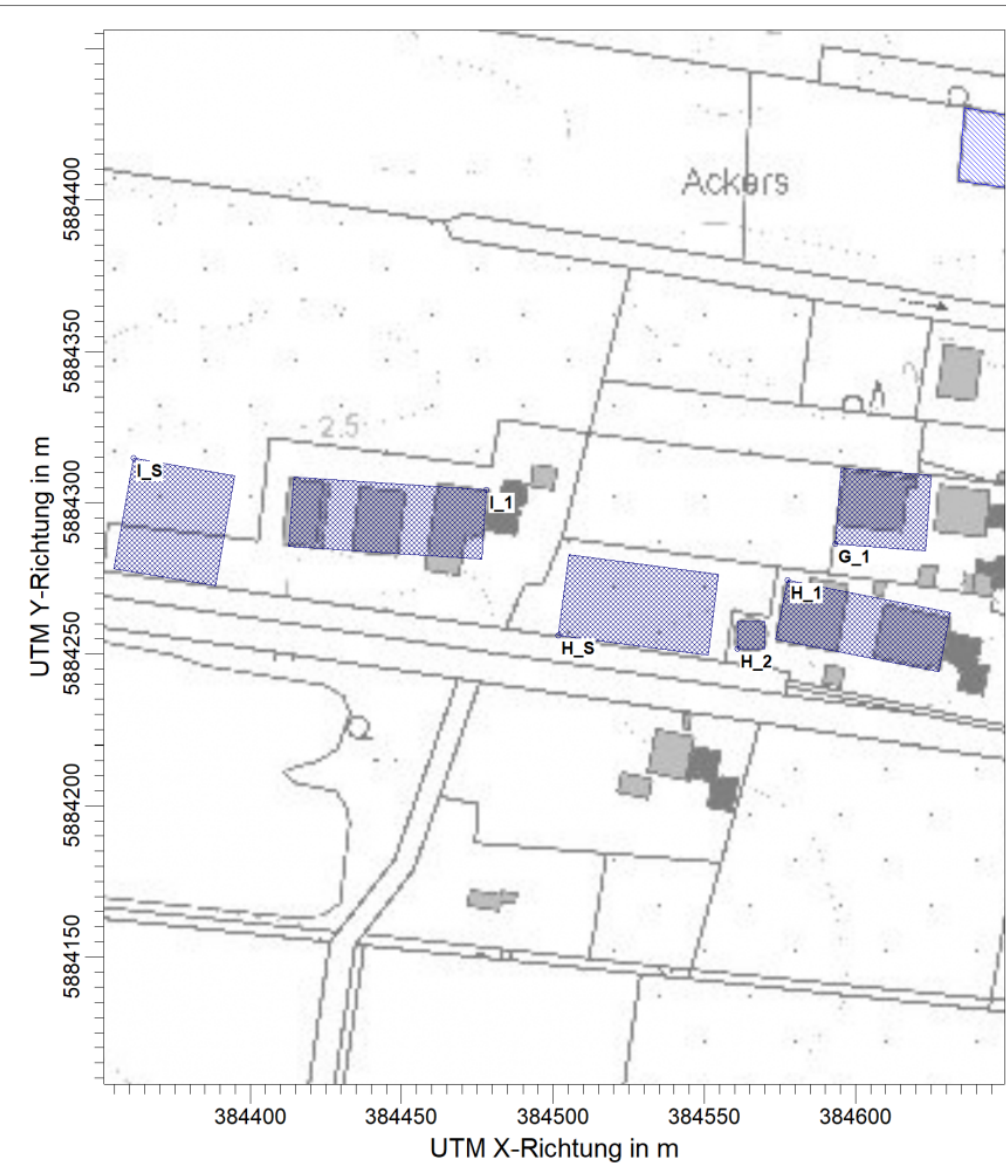 Ackers
5884400
5884350
2.5
I_S
I_1
5884300
G_1
H_1
H_S
H_2
5884250
5884200
5884150
UTM Y-Richtung in m
384400
384450
384500
384550
384600
UTM X-Richtung in m